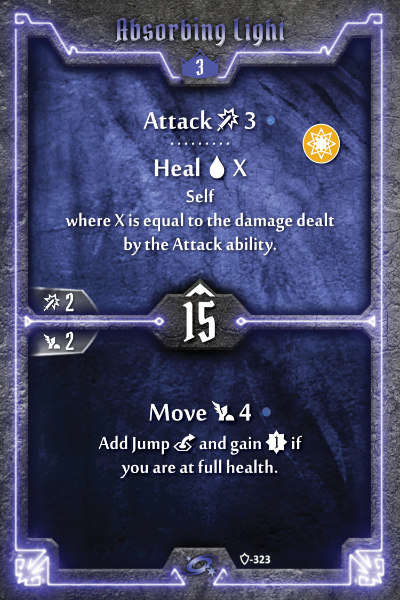 Absorbing Light
3
Attack 3
Heal X
Self
where X is equal to the damage dealt
by the Attack ability.
2
15
2
Move 4
Add Jump and gain 1 if
you are at full health.
-323